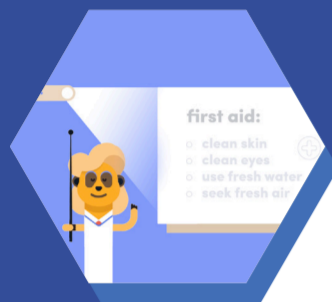 first aid:
clean skin
clean eyes
use fresh water
seek fresh air